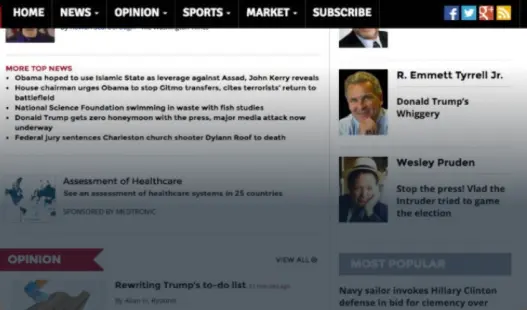 HOME NEWS OPINION SPORTS MARKET SUBSCRIBE
MORE TOP NEWS
Obama hoped to use Islamic State as leverage against Assad, John Kerry reveals
House chairman urges Obama to stop Gitmo transfers, cites terrorists' return to
battlefield
National Science Foundation swimming in waste with fish studies
Donald Trump gets zero honeymoon with the press, major media attack now
underway
Federal jury sentences Charleston church shooter Dylann Roof to death
Assessment of Healthcare
See an assessment of healthcare systems in 25 countries
SPONSORED BY MEDTRONIC
OPINION
VIEW ALL
Rewriting Trump's to-do list
R. Emmett Tyrrell Jr.
Donald Trump's
Whiggery
Wesley Pruden
Stop the press! Vlad the
Intruder tried to game
the election
MOST POPULAR
Navy sailor invokes Hillary Clinton
defense in bid for clemency over